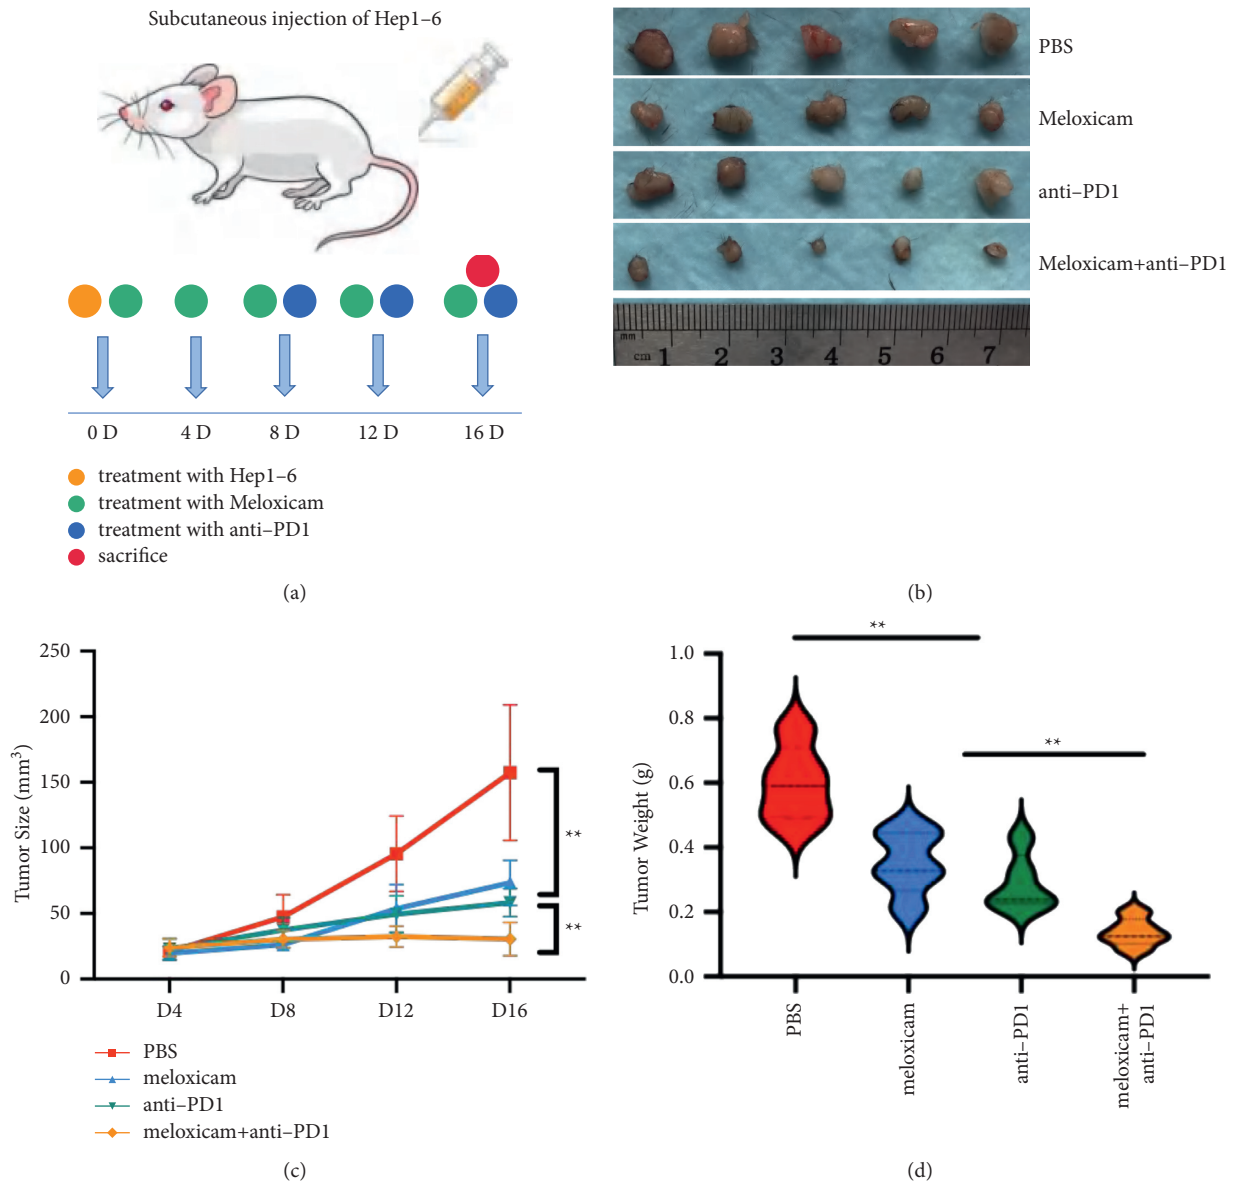 Subcutaneous injection of Hep1–6
0 D 4 D 8 D 12 D 16 D
treatment with Hep1–6
treatment with Meloxicam
treatment with anti–PD1
sacrifice
(a)
PBS
Meloxicam
anti–PD1
Meloxicam+anti–PD1
mm
cm 1 2 3 4 5 6 7
(b)
Tumor Size (mm³)
250
200
150
100
50
0
**
**
D4 D8 D12 D16
PBS
meloxicam
anti–PD1
meloxicam+anti–PD1
(c)
Tumor Weight (g)
1.0
0.8
0.6
0.4
0.2
0.0
**
**
PBS
meloxicam
anti–PD1
meloxicam+
anti–PD1
(d)